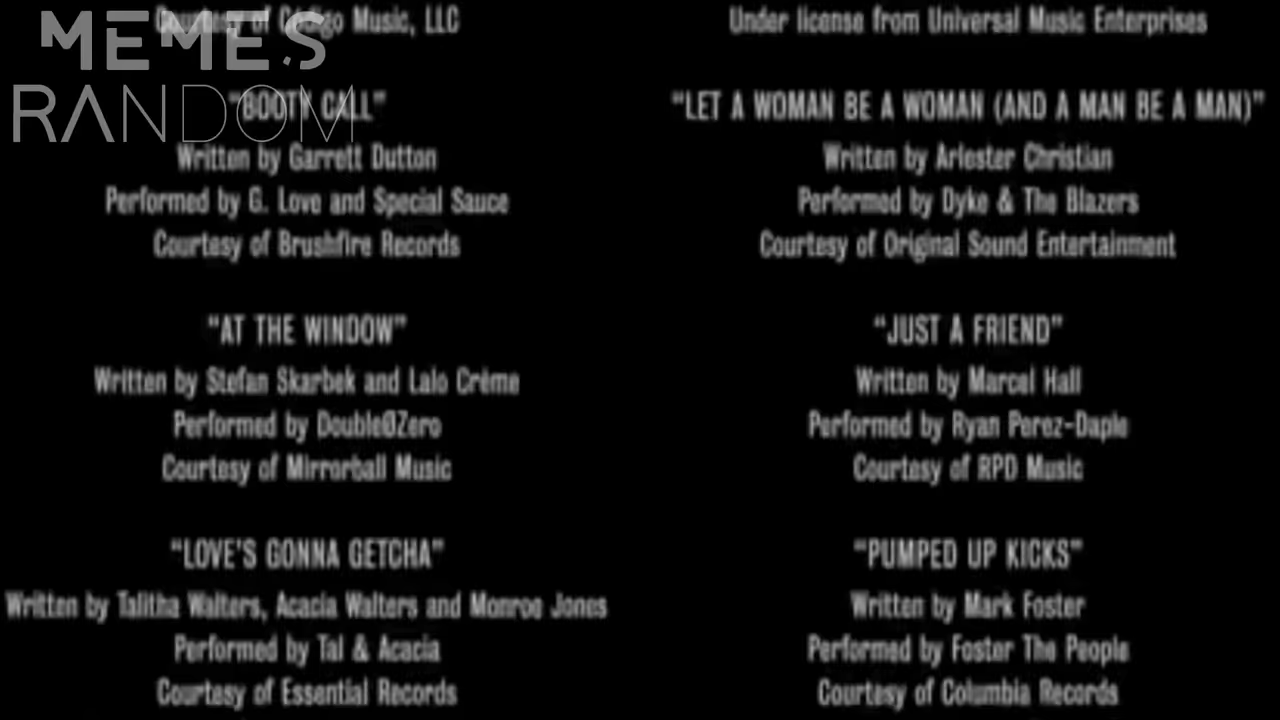 MEMES
RANDOM
Music, LLC
"BOOTY CALL"
Written by Garrett Dutton
Performed by G. Love and Special Sauce
Courtesy of Brushfire Records
"AT THE WINDOW"
Written by Stefan Skarbek and Lalo Crème
Performed by DoubleØZero
Courtesy of Mirrorball Music
"LOVE'S GONNA GETCHA"
Written by Talitha Walters, Acacia Walters and Monroe Jones
Performed by Tal & Acacia
Courtesy of Essential Records
Under license from Universal Music Enterprises
"LET A WOMAN BE A WOMAN (AND A MAN BE A MAN)"
Written by Arlester Christian
Performed by Dyke & The Blazers
Courtesy of Original Sound Entertainment
"JUST A FRIEND"
Written by Marcel Hall
Performed by Ryan Perez-Daple
Courtesy of RPD Music
"PUMPED UP KICKS"
Written by Mark Foster
Performed by Foster The People
Courtesy of Columbia Records